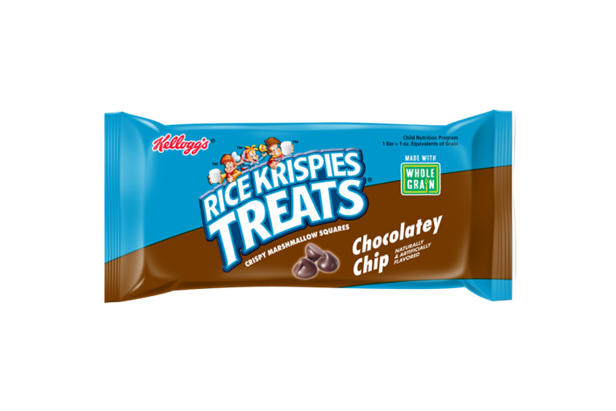 Kellogg's®
Child Nutrition Program
1 Bar = 1 oz. Equivalents of Grain
MADE WITH
WHOLE
GRAIN
RICE KRISPIES
TREATS®
CRISPY MARSHMALLOW SQUARES
Chocolatey
Chip
NATURALLY
& ARTIFICIALLY
FLAVORED